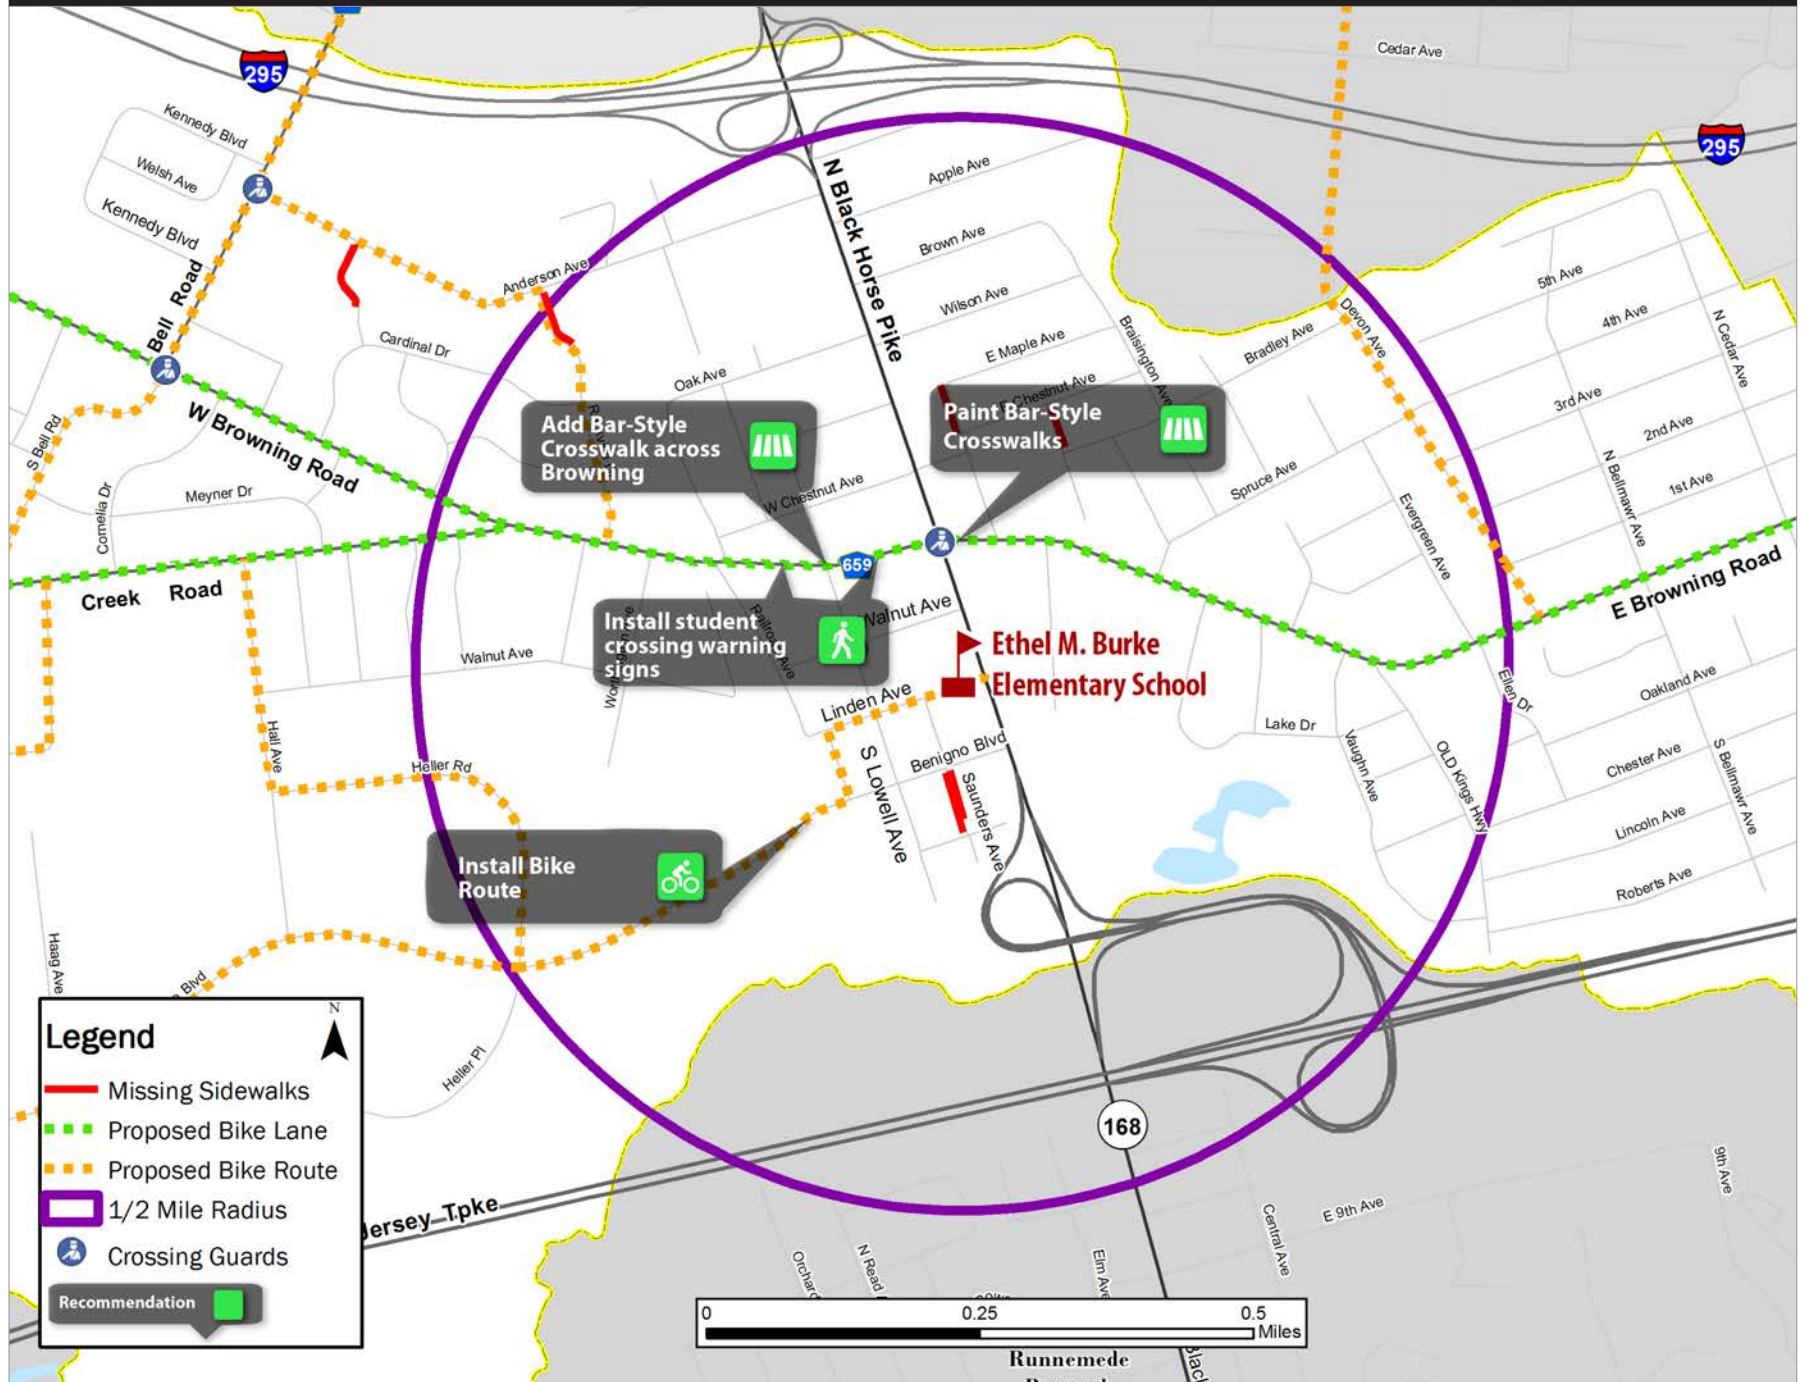 295
Cedar Ave
Kennedy Blvd
Welsh Ave
Kennedy Blvd
295
Apple Ave
N Black Horse Pike
Brown Ave
Anderson Ave
Bell Road
5th Ave
Wilson Ave
4th Ave
Devon Ave
N Cedar Ave
Cardinal Dr
E Maple Ave
Braisington Ave
Bradley Ave
Oak Ave
E Chestnut Ave
3rd Ave
W Browning Road
S Bell Rd
Add Bar-Style
Crosswalk across
Browning
Paint Bar-Style
Crosswalks
2nd Ave
N Bellmawr Ave
1st Ave
Spruce Ave
Meyner Dr
Cornelia Dr
W Chestnut Ave
Evergreen Ave
659
Creek Road
E Browning Road
Install student
crossing warning
signs
Walnut Ave
Railroad Ave
Walnut Ave
Ethel M. Burke
Elementary School
Linden Ave
Ellen Dr
Oakland Ave
Lake Dr
Hall Ave
Heller Rd
Benigno Blvd
S Lowell Ave
Saunders Ave
Vaughn Ave
OLD Kings Hwy
Chester Ave
S Bellmawr Ave
Lincoln Ave
Install Bike
Route
Roberts Ave
Haag Ave
Blvd
Heller Pl
Legend
N
Missing Sidewalks
Proposed Bike Lane
Proposed Bike Route
1/2 Mile Radius
Crossing Guards
Recommendation
168
Jersey Tpke
9th Ave
E 9th Ave
Central Ave
Orchard
N Read
Elm Ave
0 0.25 0.5
Miles
Runnemede
Black